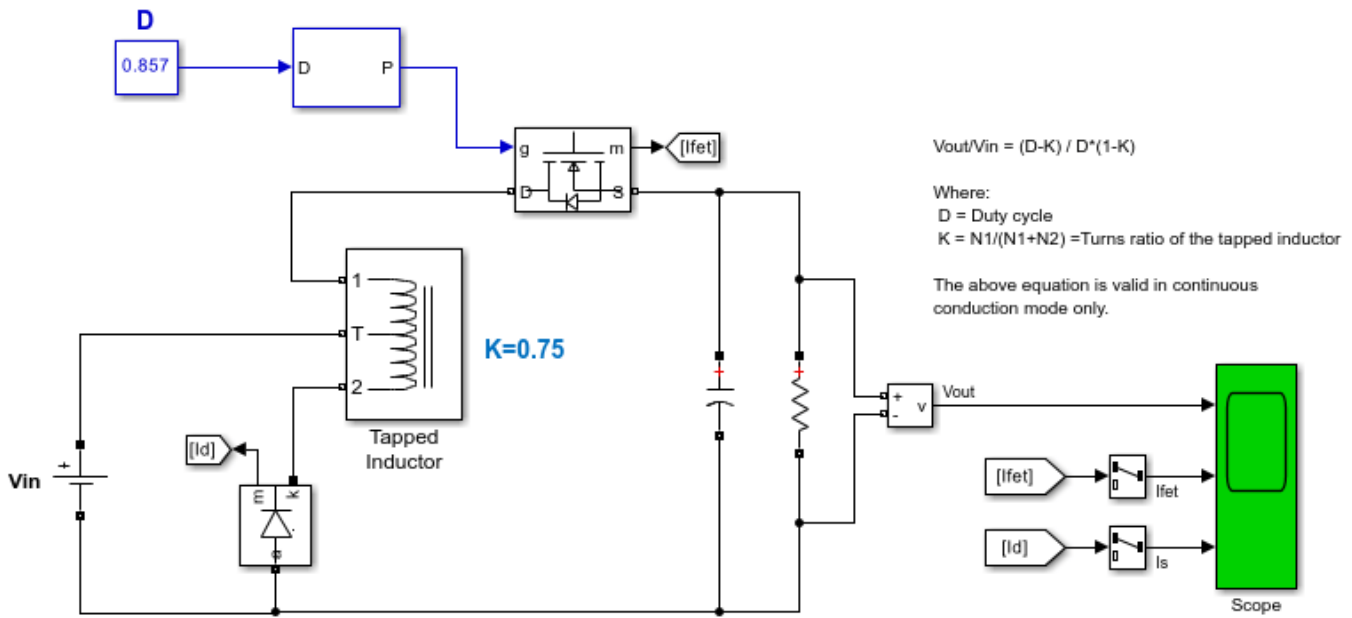 D
0.857
D
P
g
m
[Ifet]
D
S
Vout/Vin = (D-K) / D*(1-K)
Where:
D = Duty cycle
K = N1/(N1+N2) =Turns ratio of the tapped inductor
The above equation is valid in continuous
conduction mode only.
1
T
2
K=0.75
Tapped
Inductor
[Id]
m
k
a
Vin
+
+
+
+
-
v
Vout
[Ifet]
Ifet
[Id]
Is
Scope